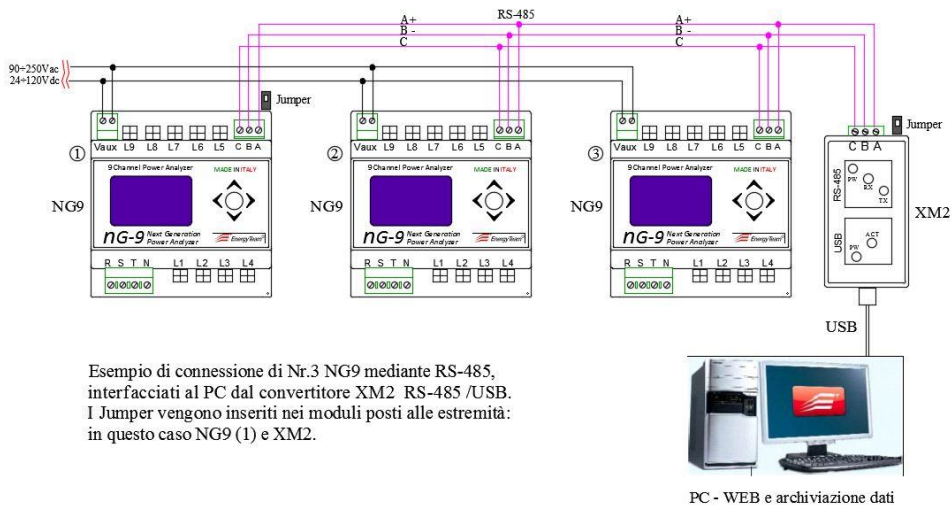 RS-485
A+ A+
B - B -
C C
90÷250Vac
24÷120Vdc
Jumper
Jumper
① Vaux L9 L8 L7 L6 L5 C B A
② Vaux L9 L8 L7 L6 L5 C B A
③ Vaux L9 L8 L7 L6 L5 C B A
C B A
9 Channel Power Analyzer MADE IN ITALY
9 Channel Power Analyzer MADE IN ITALY
9 Channel Power Analyzer MADE IN ITALY
NG9
NG9
NG9
nG-9 Next Generation
Power Analyzer EnergyTeam
nG-9 Next Generation
Power Analyzer EnergyTeam
nG-9 Next Generation
Power Analyzer EnergyTeam
R S T N L1 L2 L3 L4
R S T N L1 L2 L3 L4
R S T N L1 L2 L3 L4
RS-485
PW
RX
TX
XM2
USB
ACT
PW
USB
Esempio di connessione di Nr.3 NG9 mediante RS-485,
interfacciati al PC dal convertitore XM2 RS-485 /USB.
I Jumper vengono inseriti nei moduli posti alle estremità:
in questo caso NG9 (1) e XM2.
PC - WEB e archiviazione dati